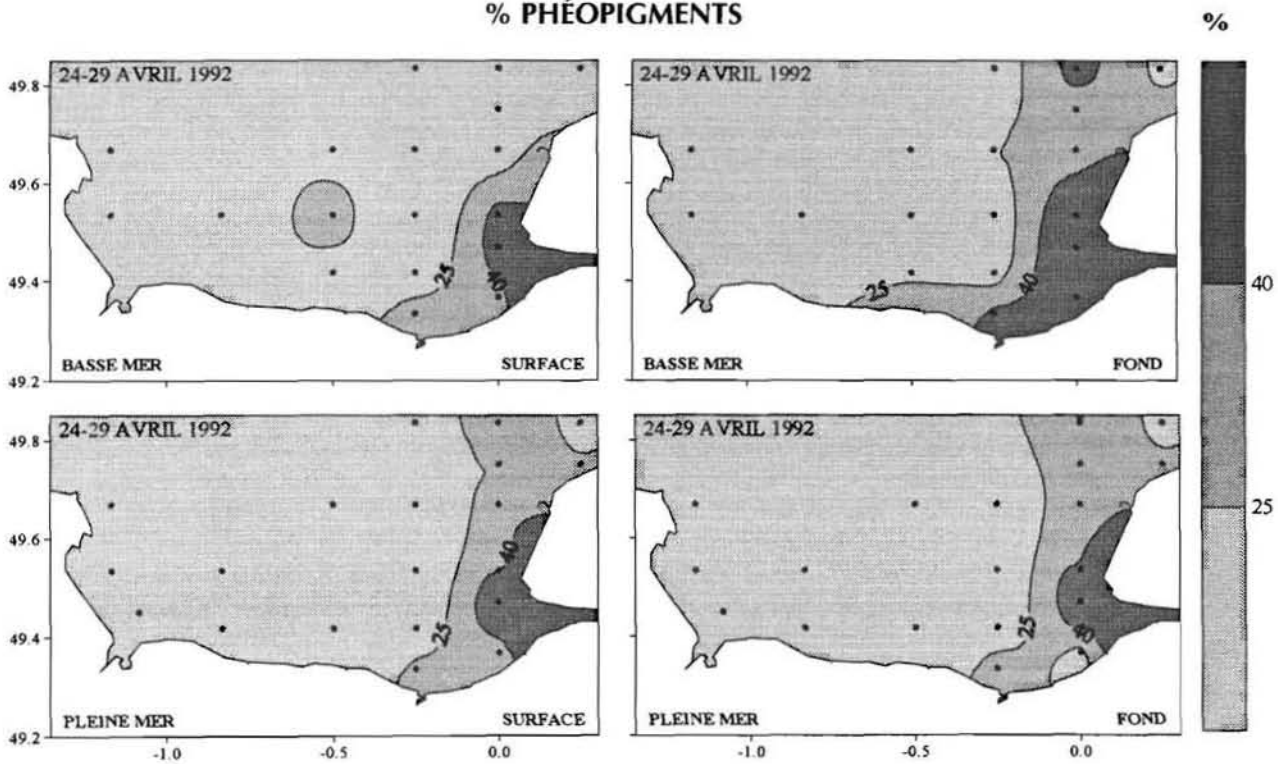 % PHÉOPIGMENTS
%
24-29 AVRIL 1992
24-29 AVRIL 1992
49.8
49.6
49.4
49.2
25
40
25
40
BASSE MER
SURFACE
BASSE MER
FOND
40
25
24-29 AVRIL 1992
24-29 AVRIL 1992
49.8
49.6
49.4
49.2
40
25
25
40
PLEINE MER
SURFACE
PLEINE MER
FOND
-1.0
-0.5
0.0
-1.0
-0.5
0.0